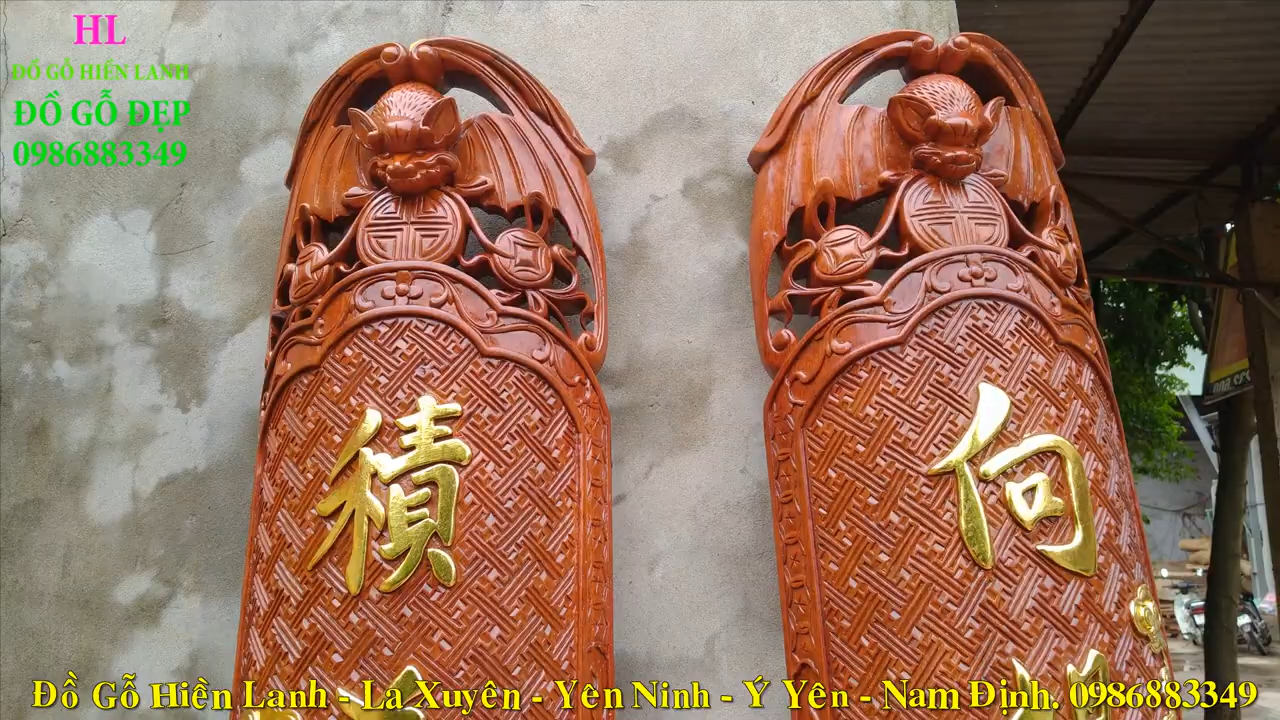 HL
ĐỒ GỖ HIỀN LANH
ĐỒ GỖ ĐẸP
0986883349
積
何
Đồ Gỗ Hiền Lanh - La Xuyên - Yên Ninh - Ý Yên - Nam Định. 0986883349